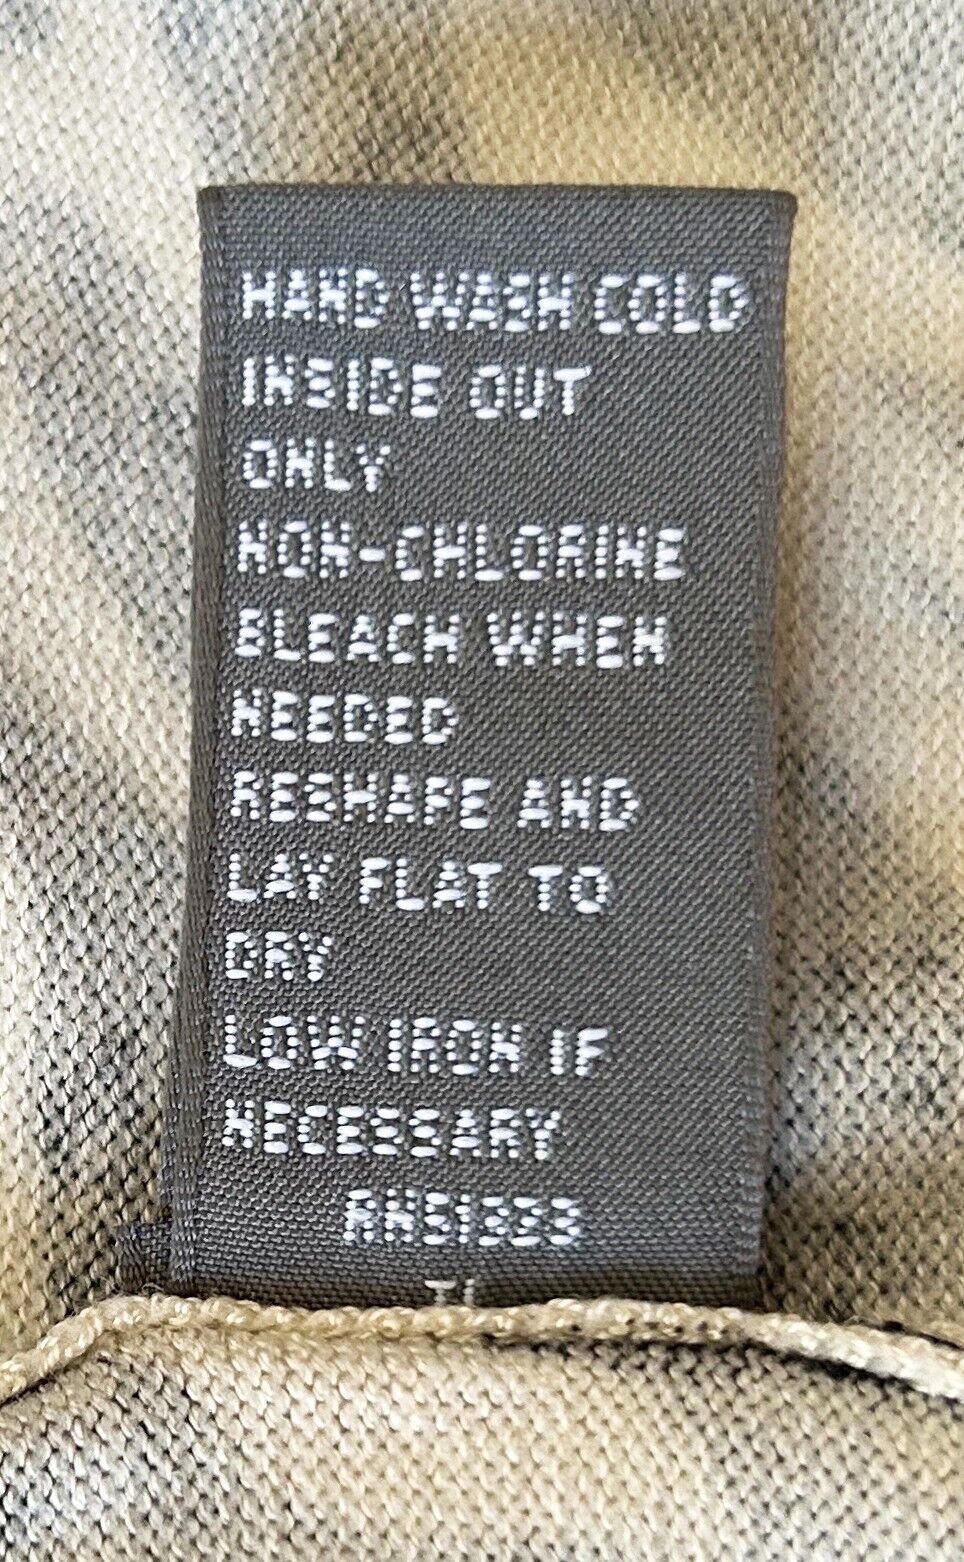 HAND WASH COLD
INSIDE OUT
ONLY
NON-CHLORINE
BLEACH WHEN
NEEDED
RESHAPE AND
LAY FLAT TO
DRY
LOW IRON IF
NECESSARY